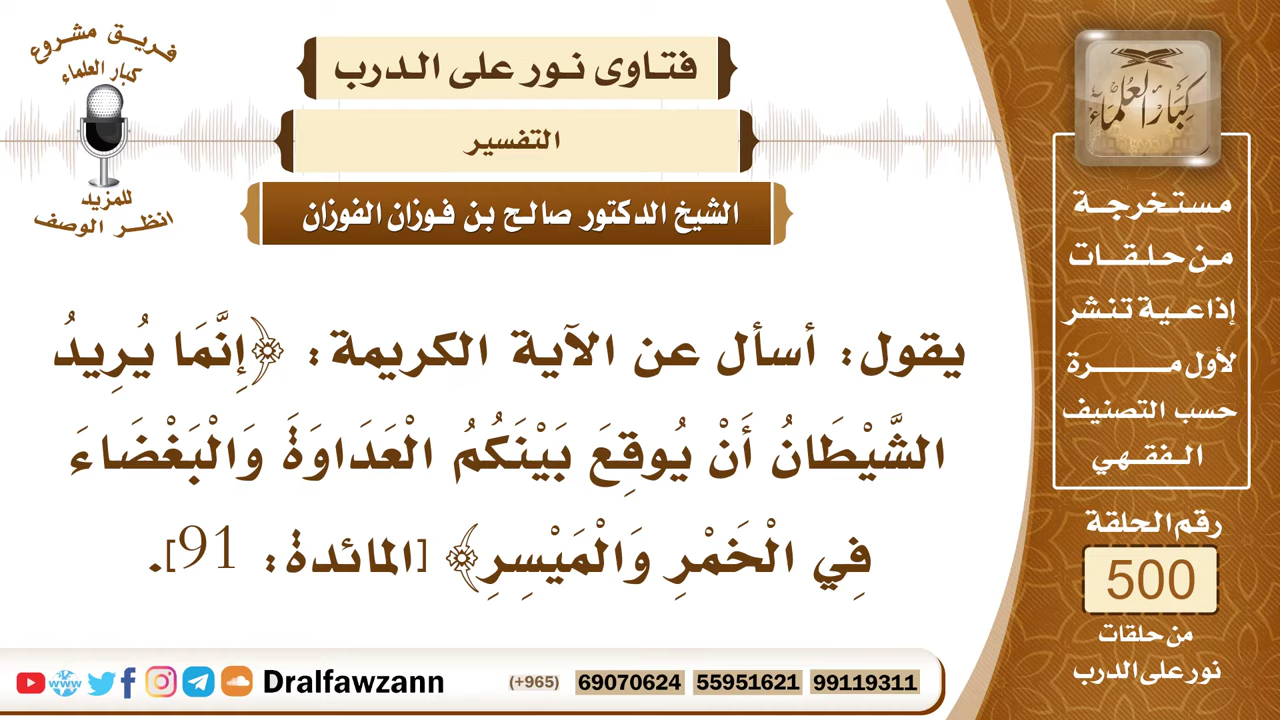 فريق مشروع
كبار العلماء
للمزيد
انظر الوصف
فتاوى نور على الدرب
التفسير
الشيخ الدكتور صالح بن فوزان الفوزان
يقول: أسأل عن الآية الكريمة: ﴿إِنَّمَا يُرِيدُ
الشَّيْطَانُ أَنْ يُوقِعَ بَيْنَكُمُ الْعَدَاوَةَ وَالْبَغْضَاءَ
فِي الْخَمْرِ وَالْمَيْسِرِ﴾ [المائدة: 91].
كبار العلماء
مستخرجة
من حلقات
إذاعية تنشر
لأول مرة
حسب التصنيف
الفقهي
رقم الحلقة
500
من حلقات
نور على الدرب
www
Dralfawzann
(+965) 69070624 55951621 99119311